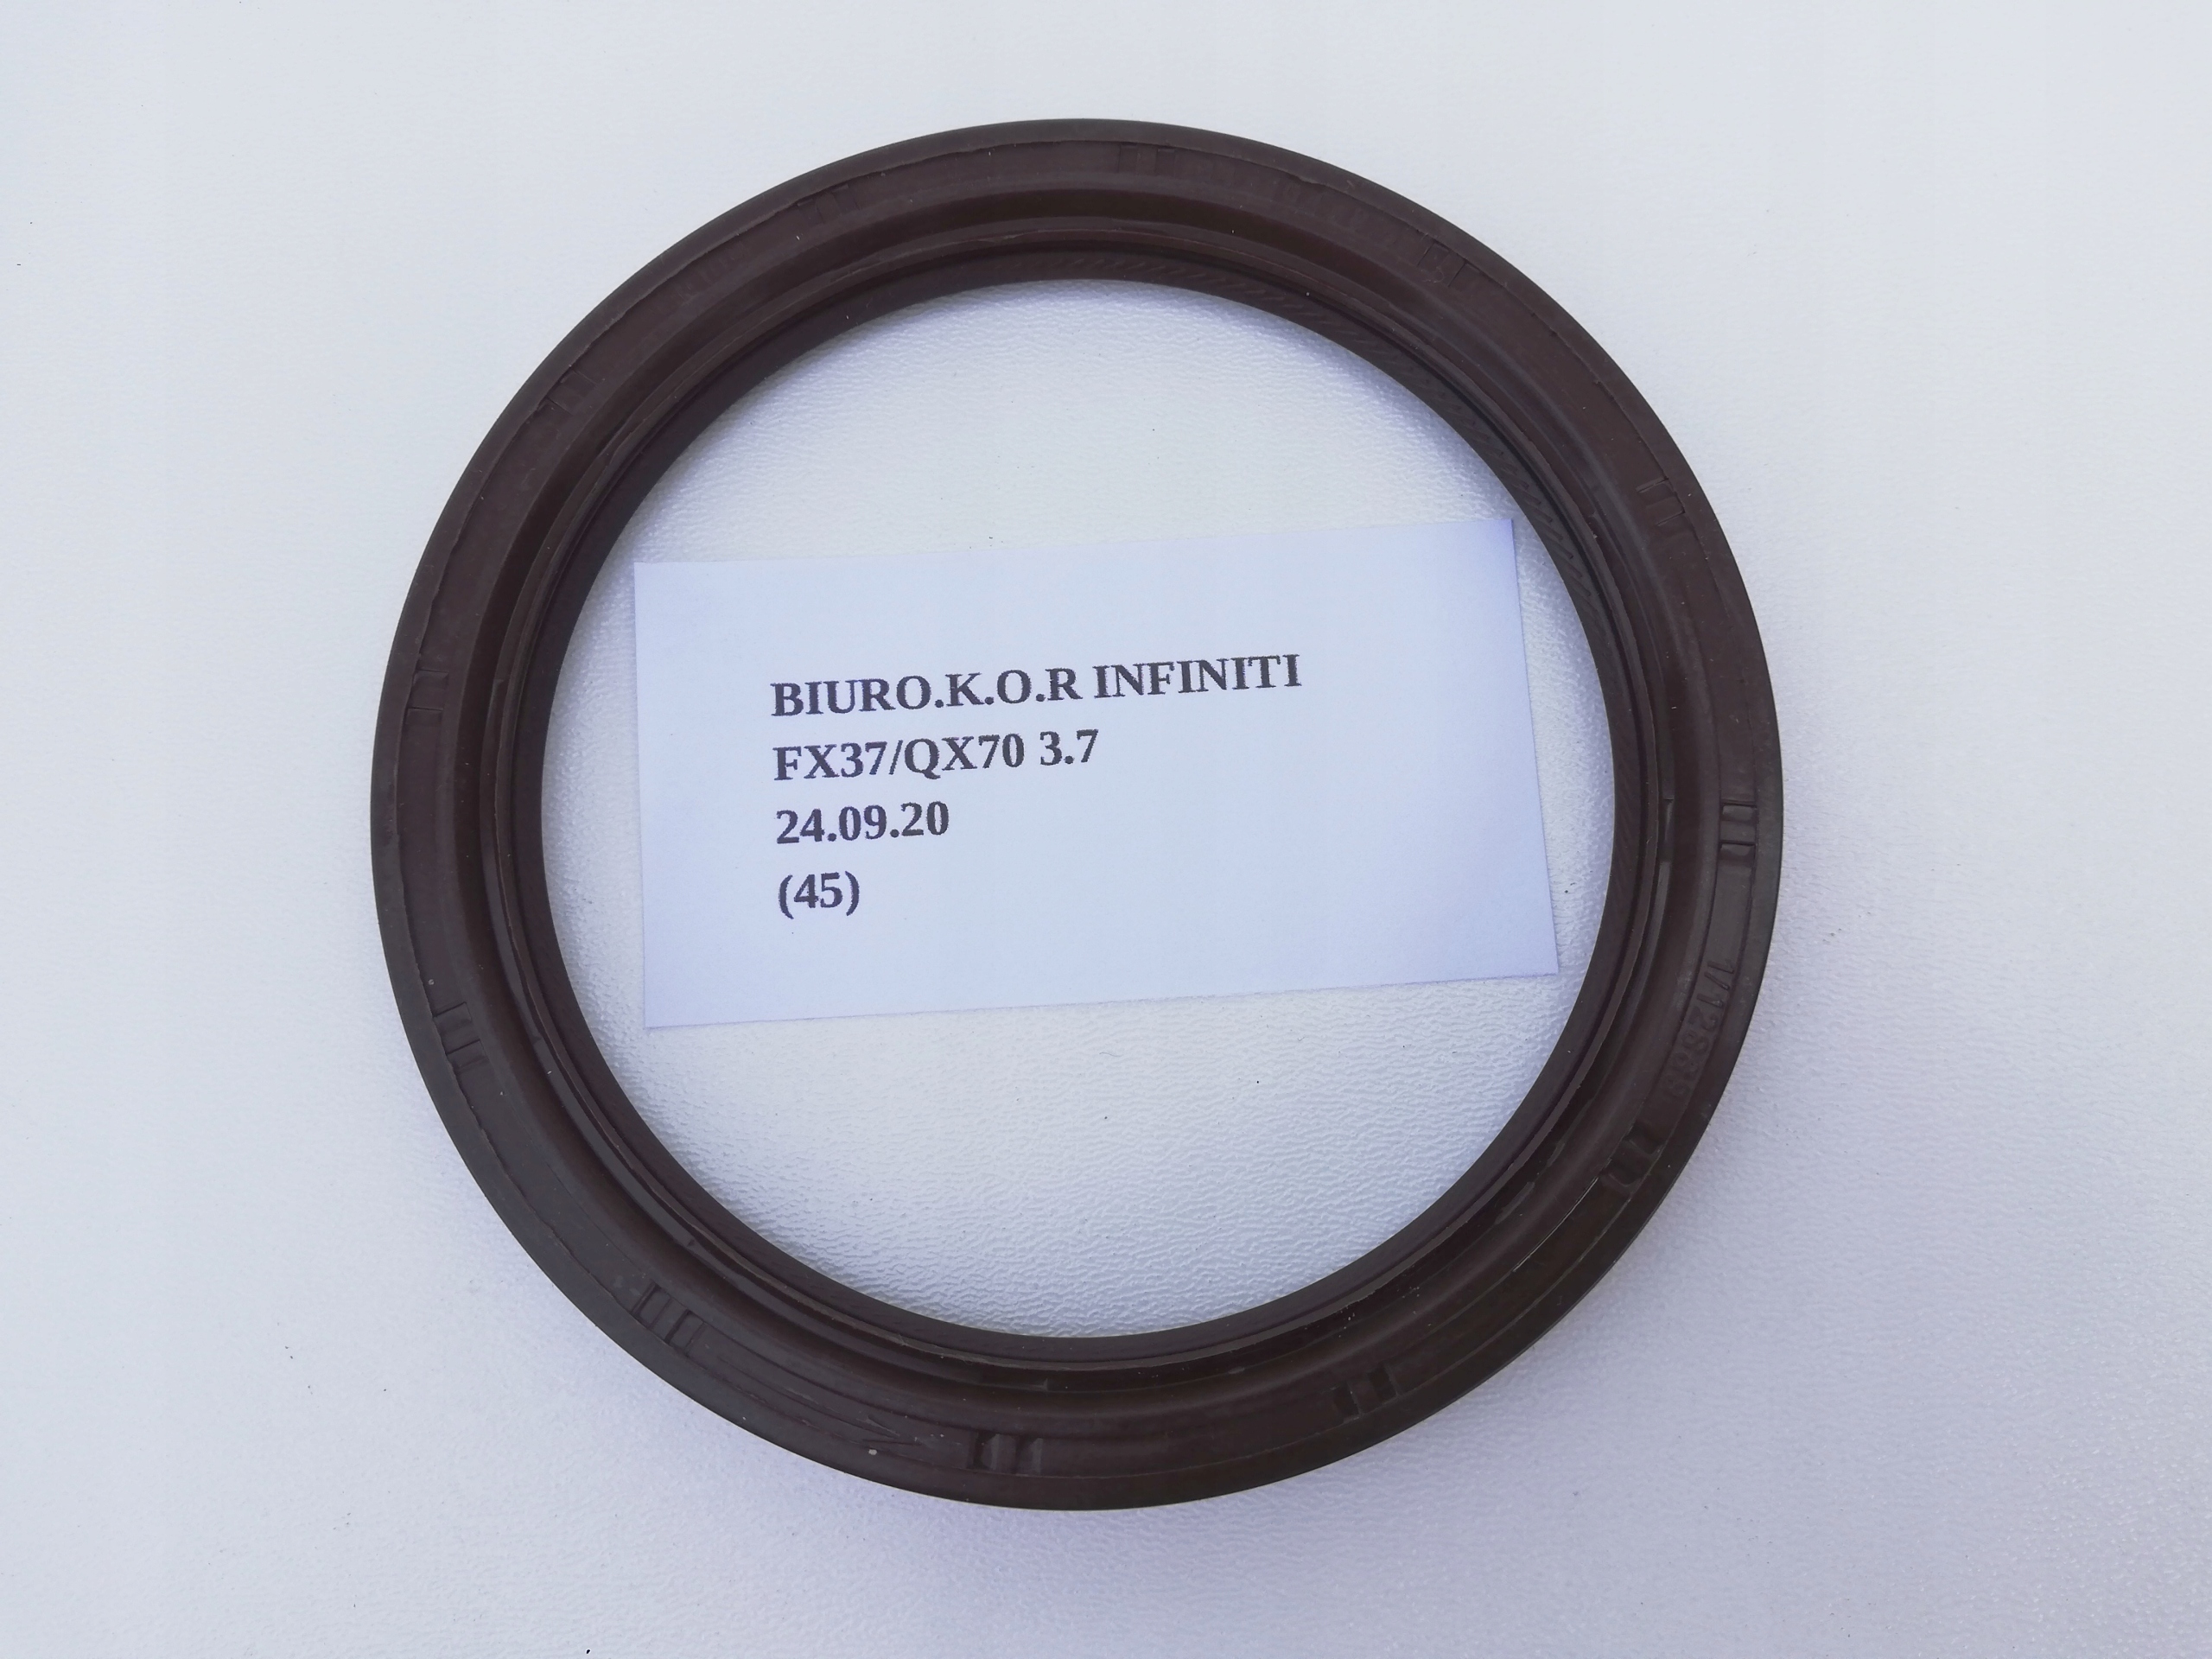 BIURO.K.O.R INFINITI
FX37/QX70 3.7
24.09.20
(45)